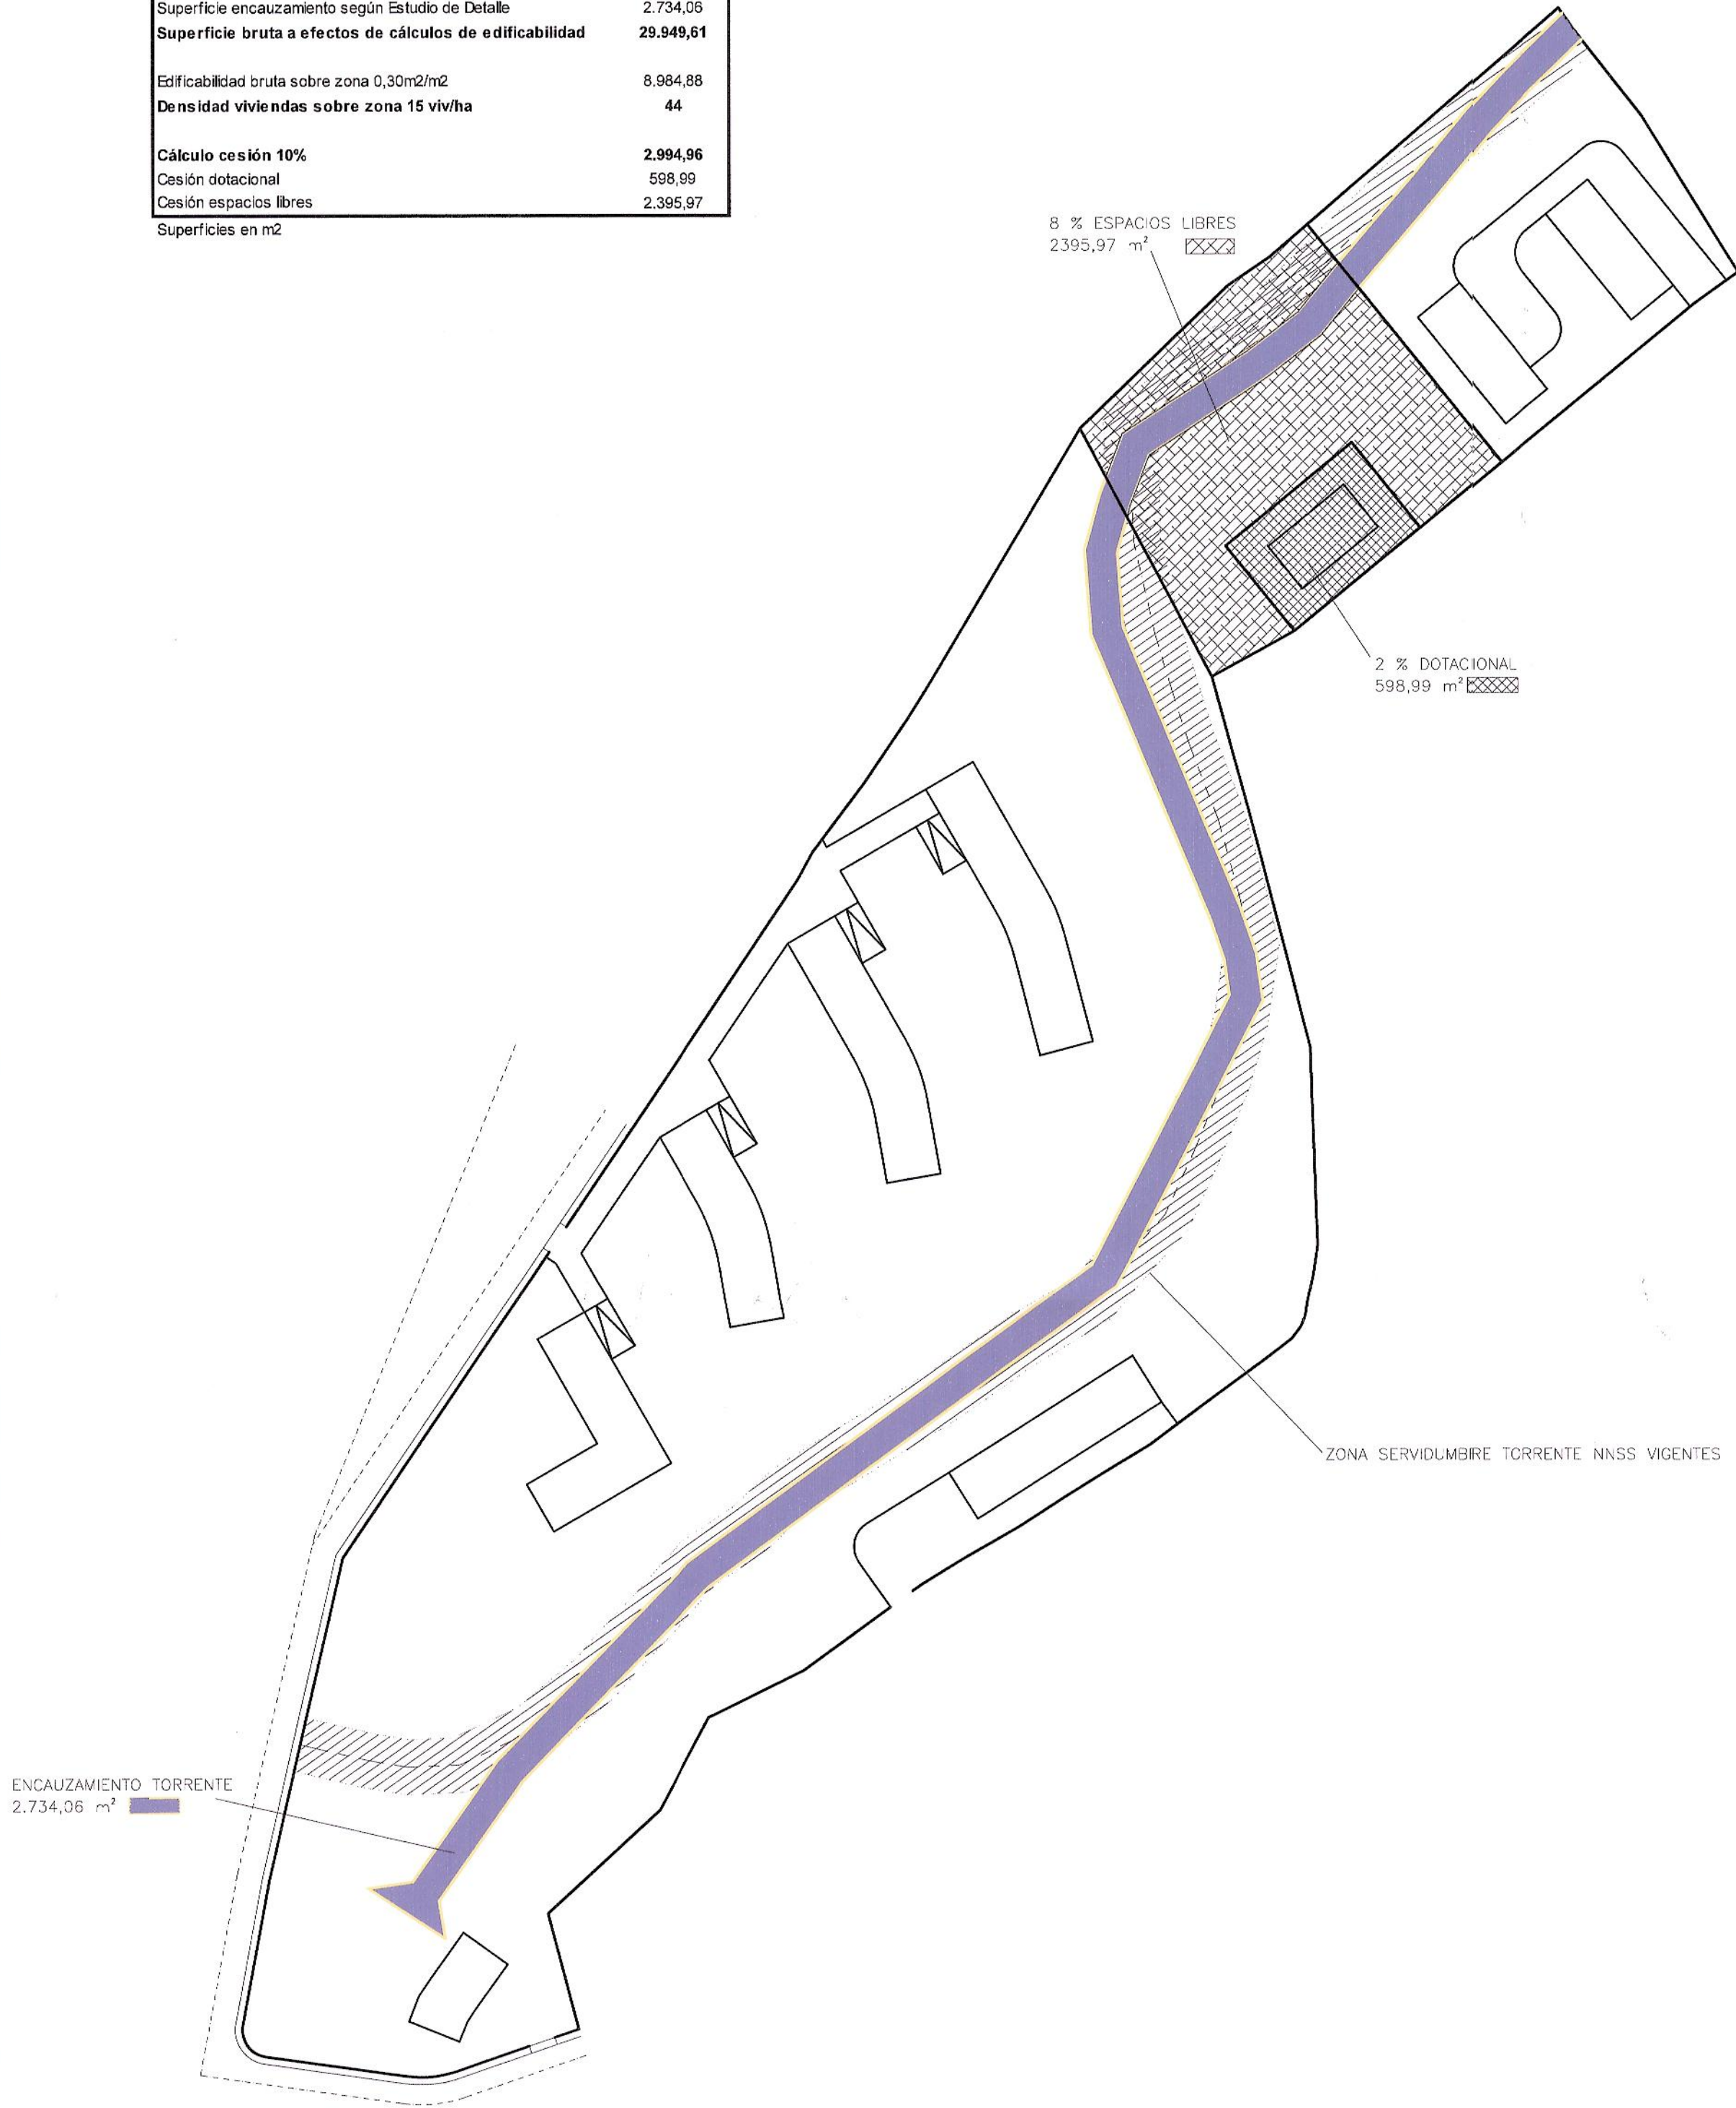 Superficie encauzamiento según Estudio de Detalle 2.734,06
Superficie bruta a efectos de cálculos de edificabilidad 29.949,61
Edificabilidad bruta sobre zona 0,30m2/m2 8.984,88
Densidad viviendas sobre zona 15 viv/ha 44
Cálculo cesión 10% 2.994,96
Cesión dotacional 598,99
Cesión espacios libres 2.395,97
Superficies en m2
8 % ESPACIOS LIBRES
2395,97 m²
2 % DOTACIONAL
598,99 m²
ZONA SERVIDUMBIRE TORRENTE NNSS VIGENTES
ENCAUZAMIENTO TORRENTE
2.734,06 m²